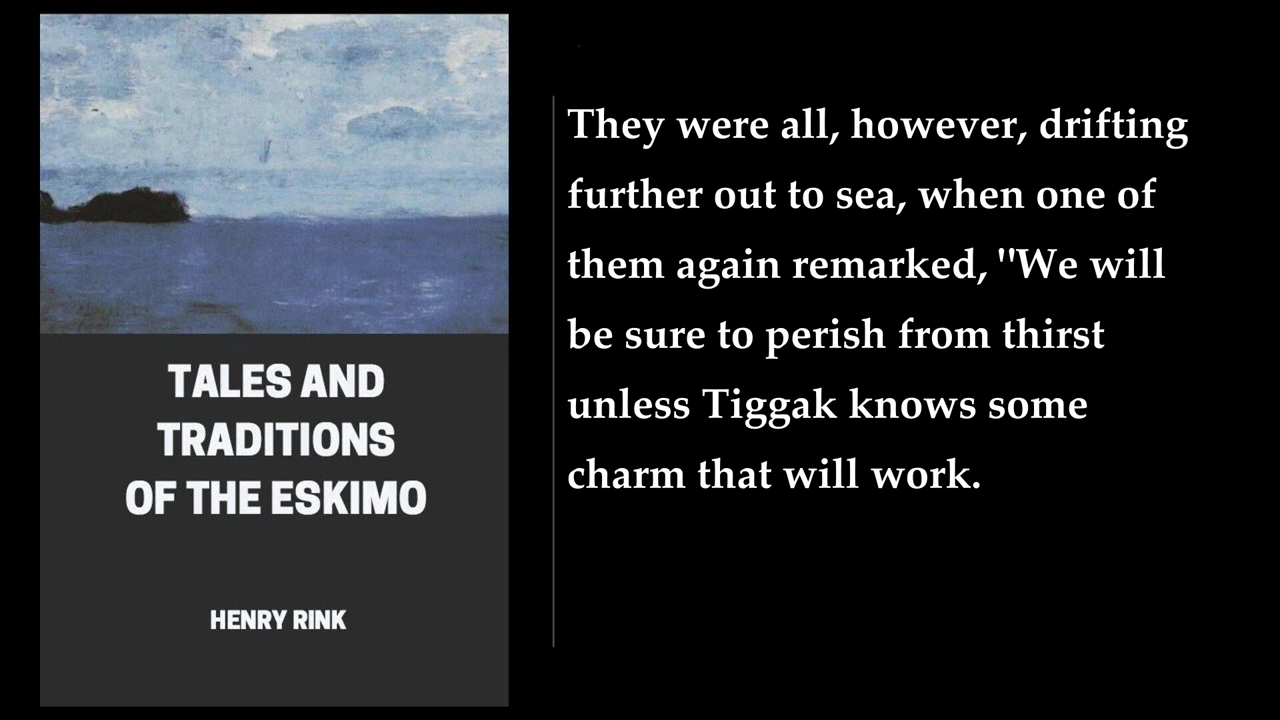 TALES AND
TRADITIONS
OF THE ESKIMO
HENRY RINK
They were all, however, drifting
further out to sea, when one of
them again remarked, "We will
be sure to perish from thirst
unless Tiggak knows some
charm that will work.